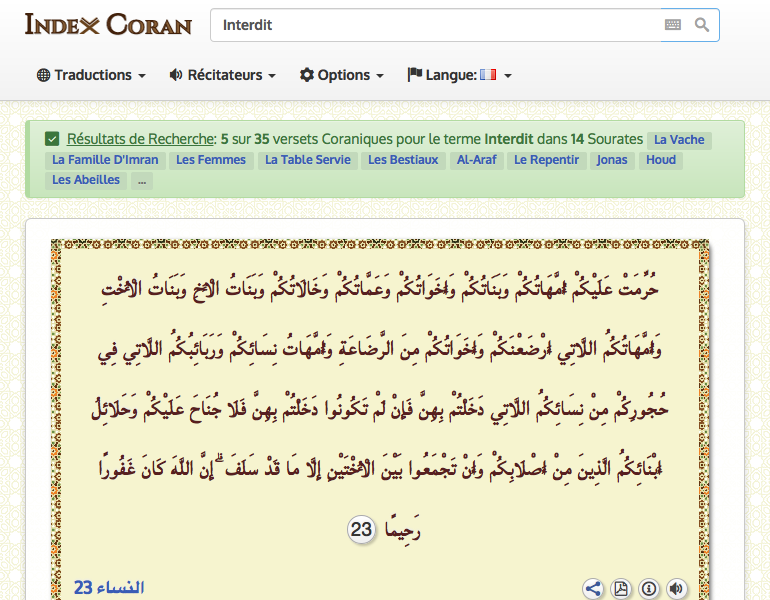 INDEX CORAN
Interdit
Traductions
Récitateurs
Options
Langue:
Résultats de Recherche: 5 sur 35 versets Coraniques pour le terme Interdit dans 14 Sourates La Vache
La Famille D'Imran Les Femmes La Table Servie Les Bestiaux Al-Araf Le Repentir Jonas Houd
Les Abeilles ...
حُرِّمَتْ عَلَيْكُمْ أُمَّهَاتُكُمْ وَبَنَاتُكُمْ وَأَخَوَاتُكُمْ وَعَمَّاتُكُمْ وَخَالَاتُكُمْ وَبَنَاتُ الْأَخِ وَبَنَاتُ الْأُخْتِ
وَأُمَّهَاتُكُمُ اللَّاتِي أَرْضَعْنَكُمْ وَأَخَوَاتُكُمْ مِنَ الرَّضَاعَةِ وَأُمَّهَاتُ نِسَائِكُمْ وَرَبَائِبُكُمُ اللَّاتِي فِي
حُجُورِكُمْ مِنْ نِسَائِكُمُ اللَّاتِي دَخَلْتُمْ بِهِنَّ فَإِنْ لَمْ تَكُونُوا دَخَلْتُمْ بِهِنَّ فَلَا جُنَاحَ عَلَيْكُمْ وَحَلَائِلُ
أَبْنَائِكُمُ الَّذِينَ مِنْ أَصْلَابِكُمْ وَأَنْ تَجْمَعُوا بَيْنَ الْأُخْتَيْنِ إِلَّا مَا قَدْ سَلَفَ ۗ إِنَّ اللَّهَ كَانَ غَفُورًا
رَحِيمًا 23
النساء 23